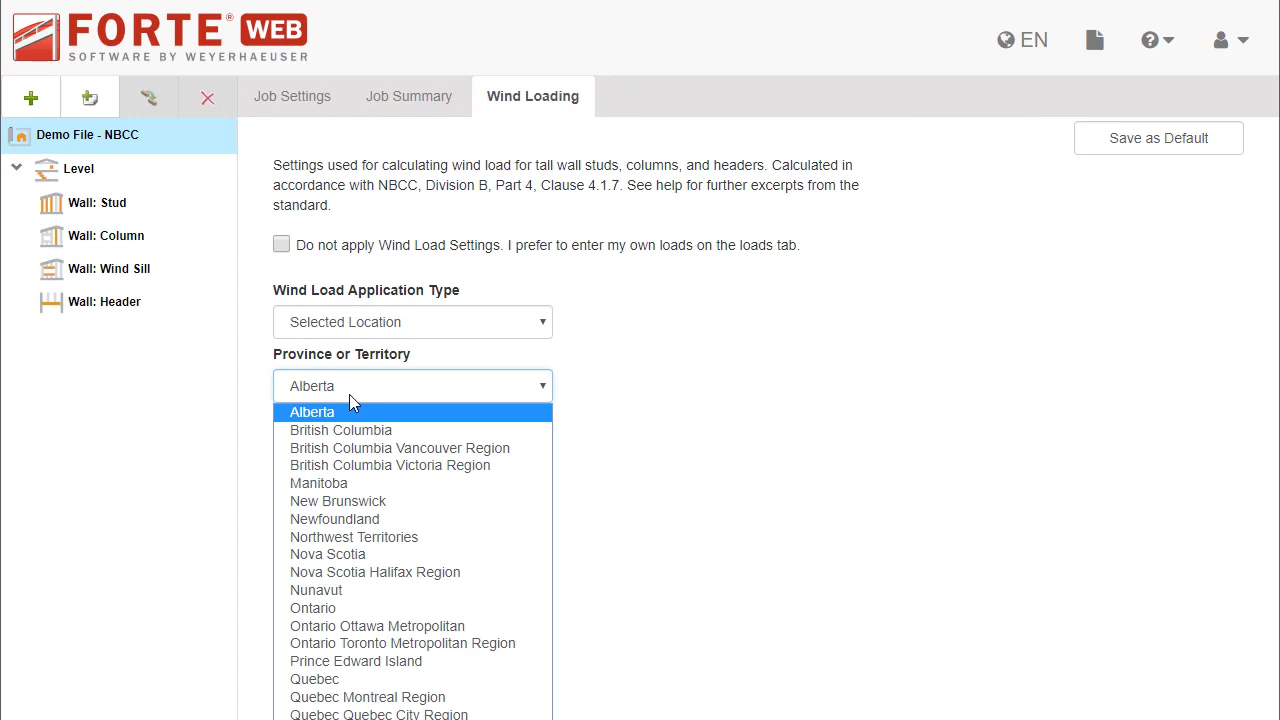 FORTE® WEB
SOFTWARE BY WEYERHAEUSER
EN
Job Settings
Job Summary
Wind Loading
Demo File - NBCC
Level
Wall: Stud
Wall: Column
Wall: Wind Sill
Wall: Header
Save as Default
Settings used for calculating wind load for tall wall studs, columns, and headers. Calculated in
accordance with NBCC, Division B, Part 4, Clause 4.1.7. See help for further excerpts from the
standard.
Do not apply Wind Load Settings. I prefer to enter my own loads on the loads tab.
Wind Load Application Type
Selected Location
Province or Territory
Alberta
Alberta
British Columbia
British Columbia Vancouver Region
British Columbia Victoria Region
Manitoba
New Brunswick
Newfoundland
Northwest Territories
Nova Scotia
Nova Scotia Halifax Region
Nunavut
Ontario
Ontario Ottawa Metropolitan
Ontario Toronto Metropolitan Region
Prince Edward Island
Quebec
Quebec Montreal Region
Quebec Quebec City Region